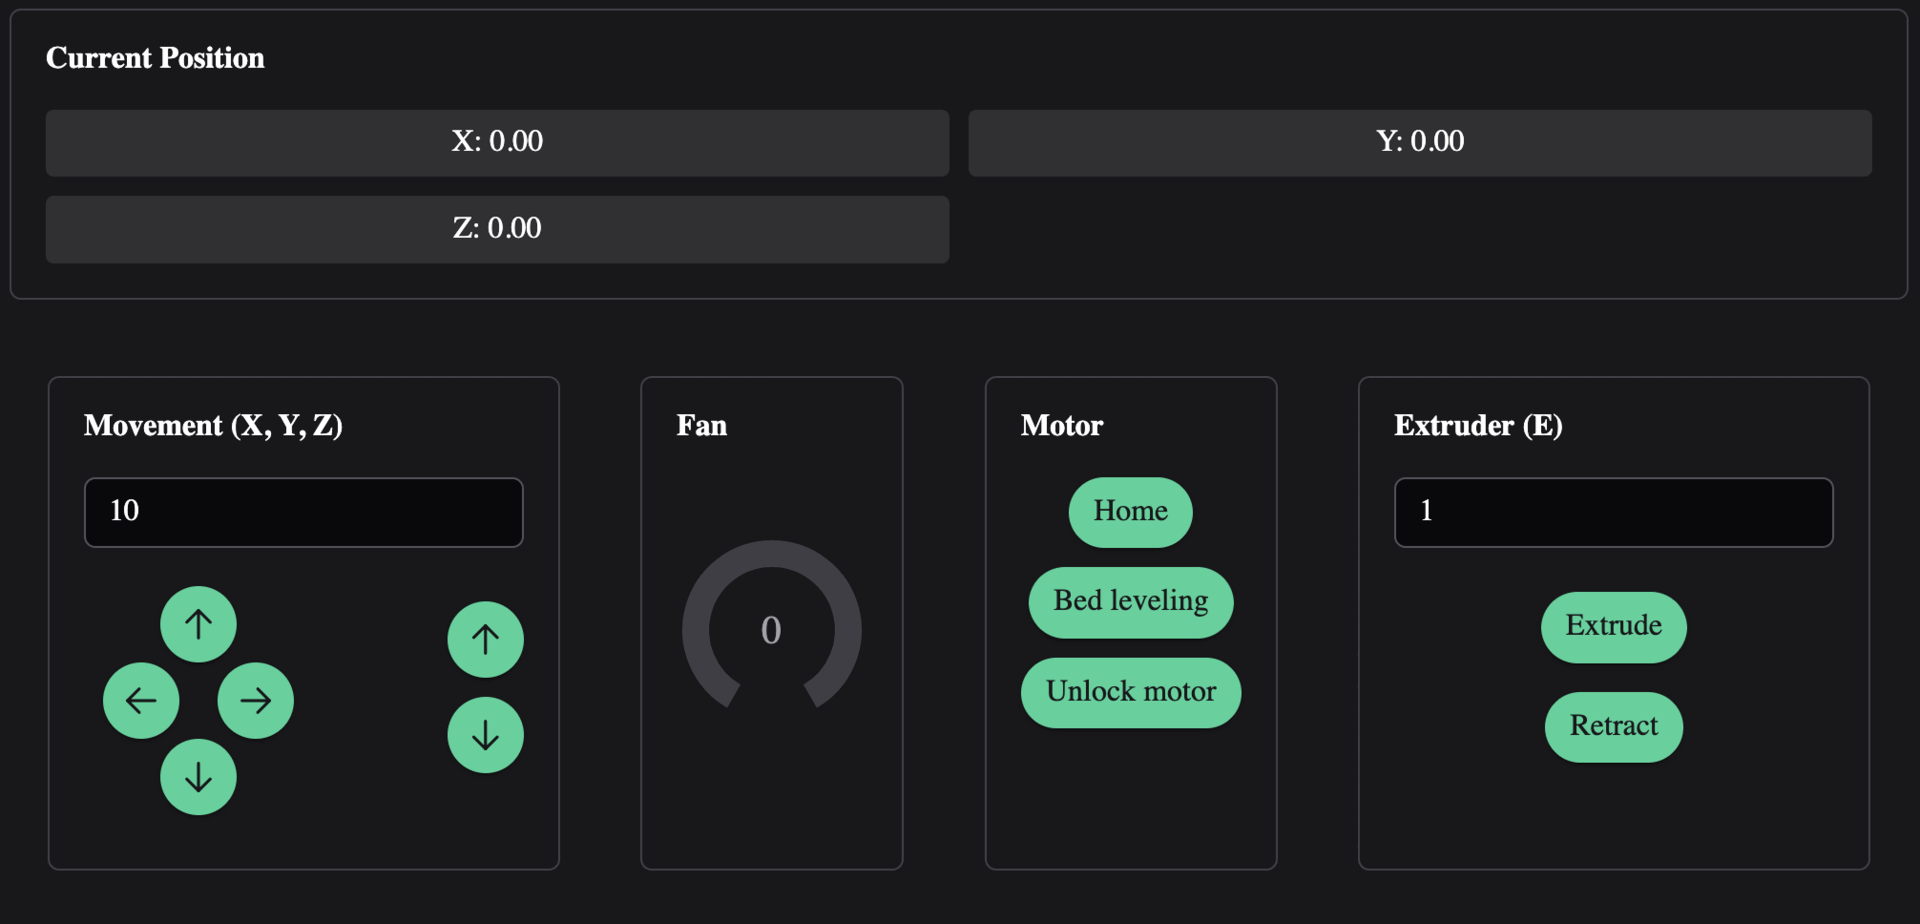 Current Position
X: 0.00
Y: 0.00
Z: 0.00
Movement (X, Y, Z)
10
Fan
0
Motor
Home
Bed leveling
Unlock motor
Extruder (E)
1
Extrude
Retract